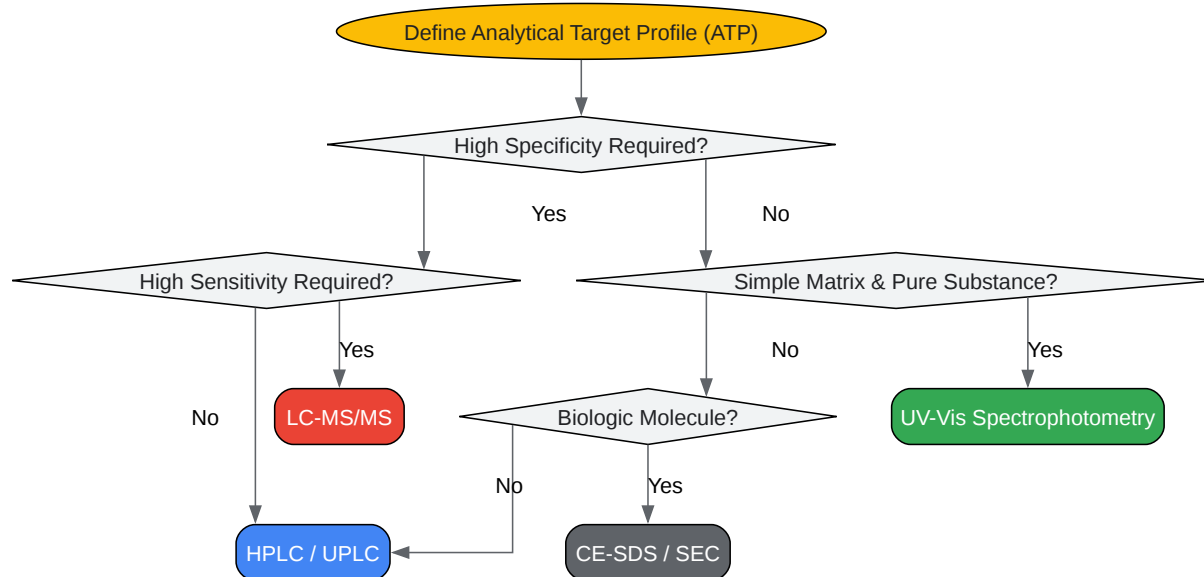 Define Analytical Target Profile (ATP)
High Specificity Required?
Yes
No
High Sensitivity Required?
Simple Matrix & Pure Substance?
Yes
No
Yes
No
LC-MS/MS
Biologic Molecule?
UV-Vis Spectrophotometry
No
Yes
HPLC / UPLC
CE-SDS / SEC